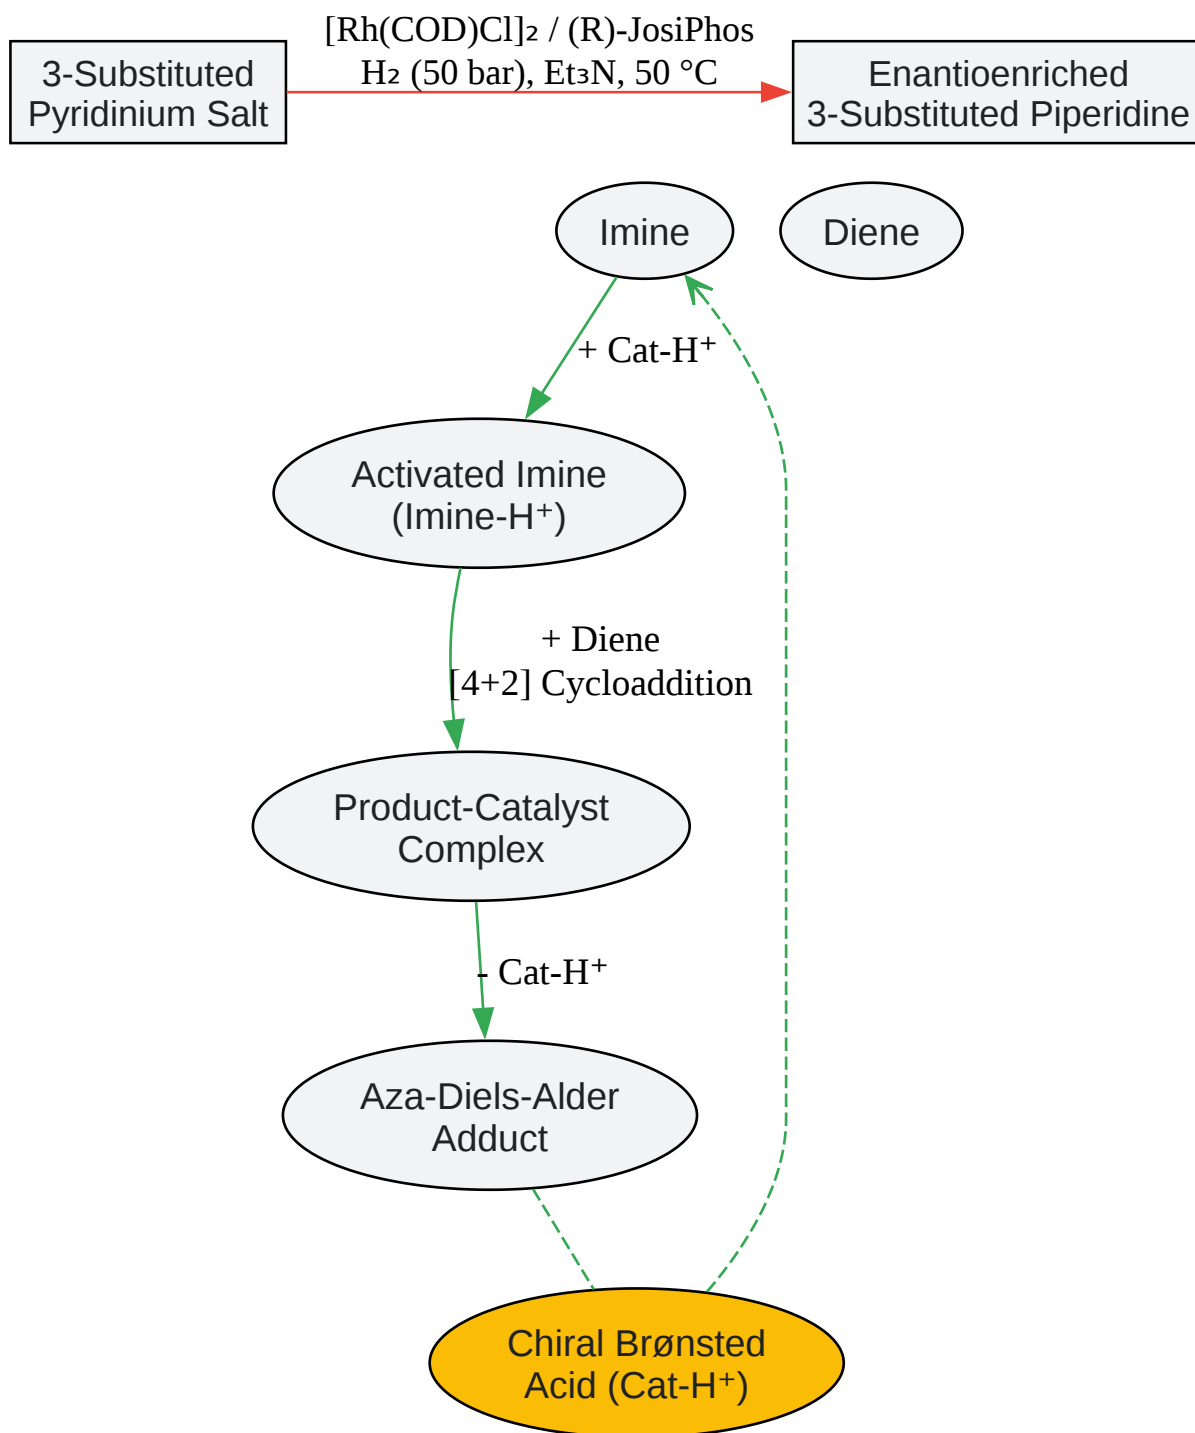 [Rh(COD)Cl]₂ / (R)-JosiPhos
H₂ (50 bar), Et₃N, 50 °C
3-Substituted
Pyridinium Salt
Enantioenriched
3-Substituted Piperidine
Imine
Diene
+ Cat-H⁺
Activated Imine
(Imine-H⁺)
+ Diene
[4+2] Cycloaddition
Product-Catalyst
Complex
- Cat-H⁺
Aza-Diels-Alder
Adduct
Chiral Brønsted
Acid (Cat-H⁺)